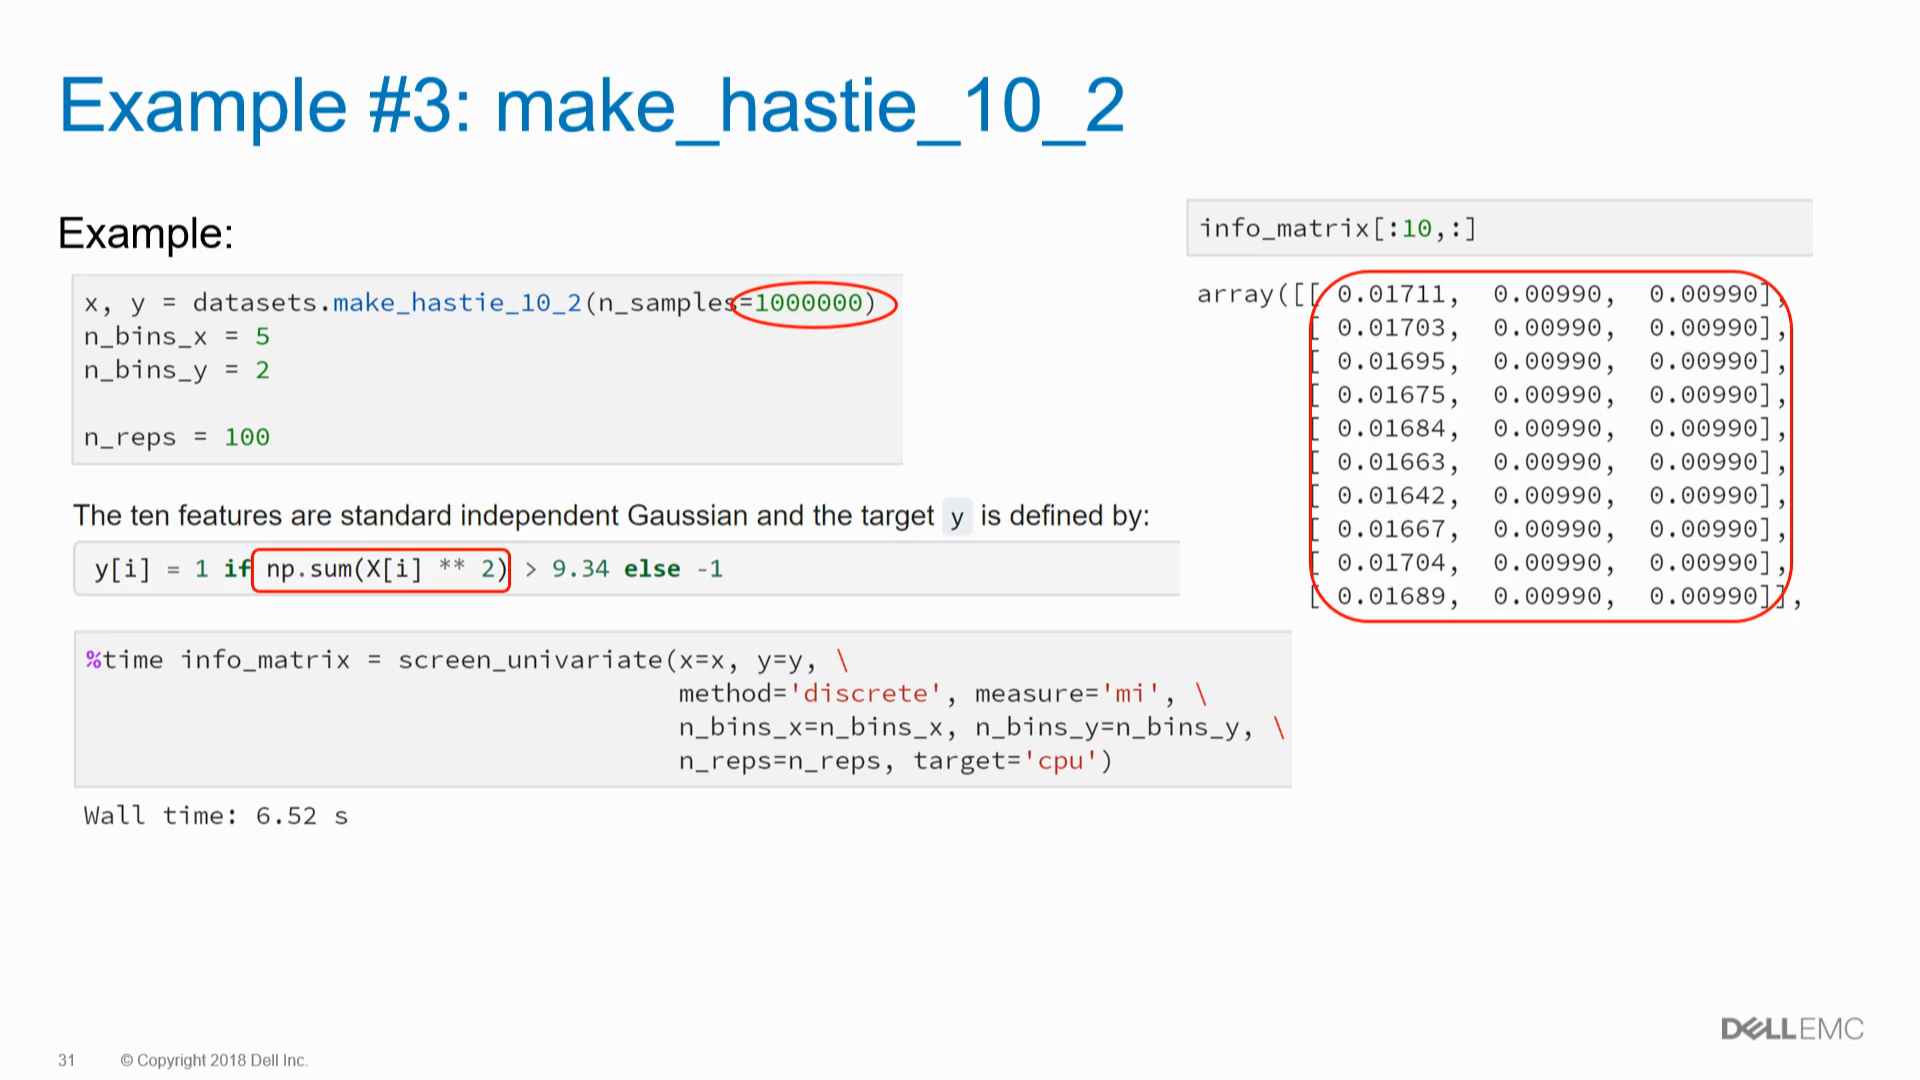 Example #3: make_hastie_10_2
Example:
x, y = datasets.make_hastie_10_2(n_samples=1000000)
n_bins_x = 5
n_bins_y = 2
n_reps = 100
The ten features are standard independent Gaussian and the target y is defined by:
y[i] = 1 if np.sum(X[i] ** 2) > 9.34 else -1
%time info_matrix = screen_univariate(x=x, y=y, \
method='discrete', measure='mi', \
n_bins_x=n_bins_x, n_bins_y=n_bins_y, \
n_reps=n_reps, target='cpu')
Wall time: 6.52 s
info_matrix[:10,:]
array([[ 0.01711, 0.00990, 0.00990],
[ 0.01703, 0.00990, 0.00990],
[ 0.01695, 0.00990, 0.00990],
[ 0.01675, 0.00990, 0.00990],
[ 0.01684, 0.00990, 0.00990],
[ 0.01663, 0.00990, 0.00990],
[ 0.01642, 0.00990, 0.00990],
[ 0.01667, 0.00990, 0.00990],
[ 0.01704, 0.00990, 0.00990],
[ 0.01689, 0.00990, 0.00990]],
31 © Copyright 2018 Dell Inc.
DELLEMC